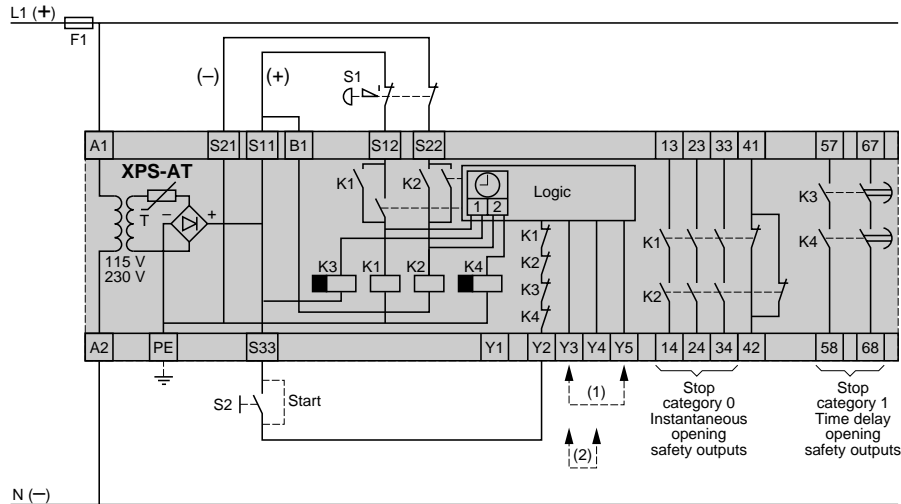 L1 (+)
F1
(–) (+)
S1
A1 S21 S11 B1 S12 S22 13 23 33 41 57 67
XPS-AT
T
– +
115 V
230 V
K1 K2
Logic
1 2
K3
K4
K1
K2
K3
K4
K3 K1 K2 K4
K1
K2
A2 PE S33 Y1 Y2 Y3 Y4 Y5 14 24 34 42 58 68
S2
Start
(1)
(2)
Stop
category 0
Instantaneous
opening
safety outputs
Stop
category 1
Time delay
opening
safety outputs
N (–)